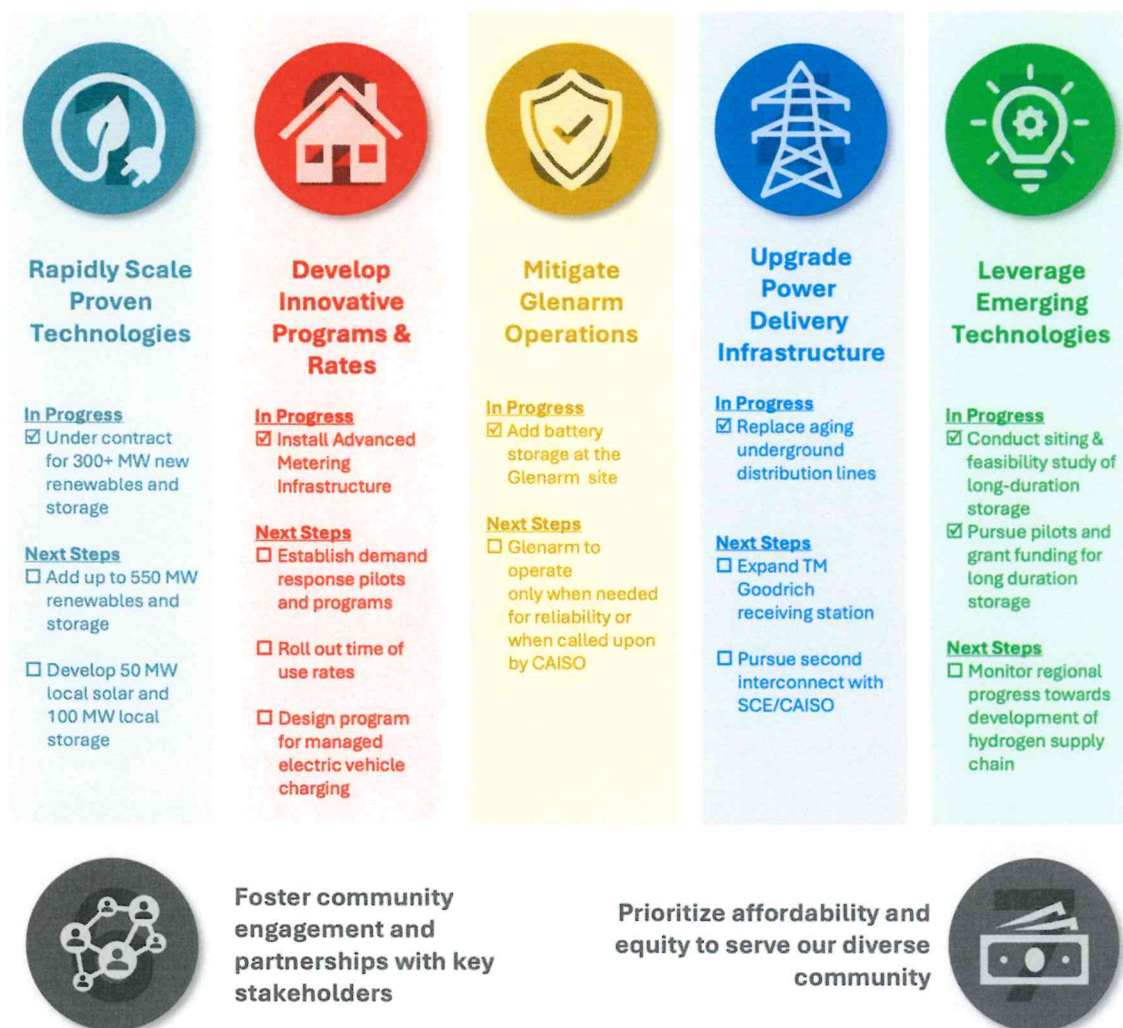 Rapidly Scale
Proven
Technologies
In Progress
☑ Under contract
for 300+ MW new
renewables and
storage
Next Steps
☐ Add up to 550 MW
renewables and
storage
☐ Develop 50 MW
local solar and
100 MW local
storage
Develop
Innovative
Programs &
Rates
In Progress
☑ Install Advanced
Metering
Infrastructure
Next Steps
☐ Establish demand
response pilots
and programs
☐ Roll out time of
use rates
☐ Design program
for managed
electric vehicle
charging
Mitigate
Glenarm
Operations
In Progress
☑ Add battery
storage at the
Glenarm site
Next Steps
☐ Glenarm to
operate
only when needed
for reliability or
when called upon
by CAISO
Upgrade
Power
Delivery
Infrastructure
In Progress
☑ Replace aging
underground
distribution lines
Next Steps
☐ Expand TM
Goodrich
receiving station
☐ Pursue second
interconnect with
SCE/CAISO
Leverage
Emerging
Technologies
In Progress
☑ Conduct siting &
feasibility study of
long-duration
storage
☑ Pursue pilots and
grant funding for
long duration
storage
Next Steps
☐ Monitor regional
progress towards
development of
hydrogen supply
chain
6
Foster community
engagement and
partnerships with key
stakeholders
Prioritize affordability and
equity to serve our diverse
community
7